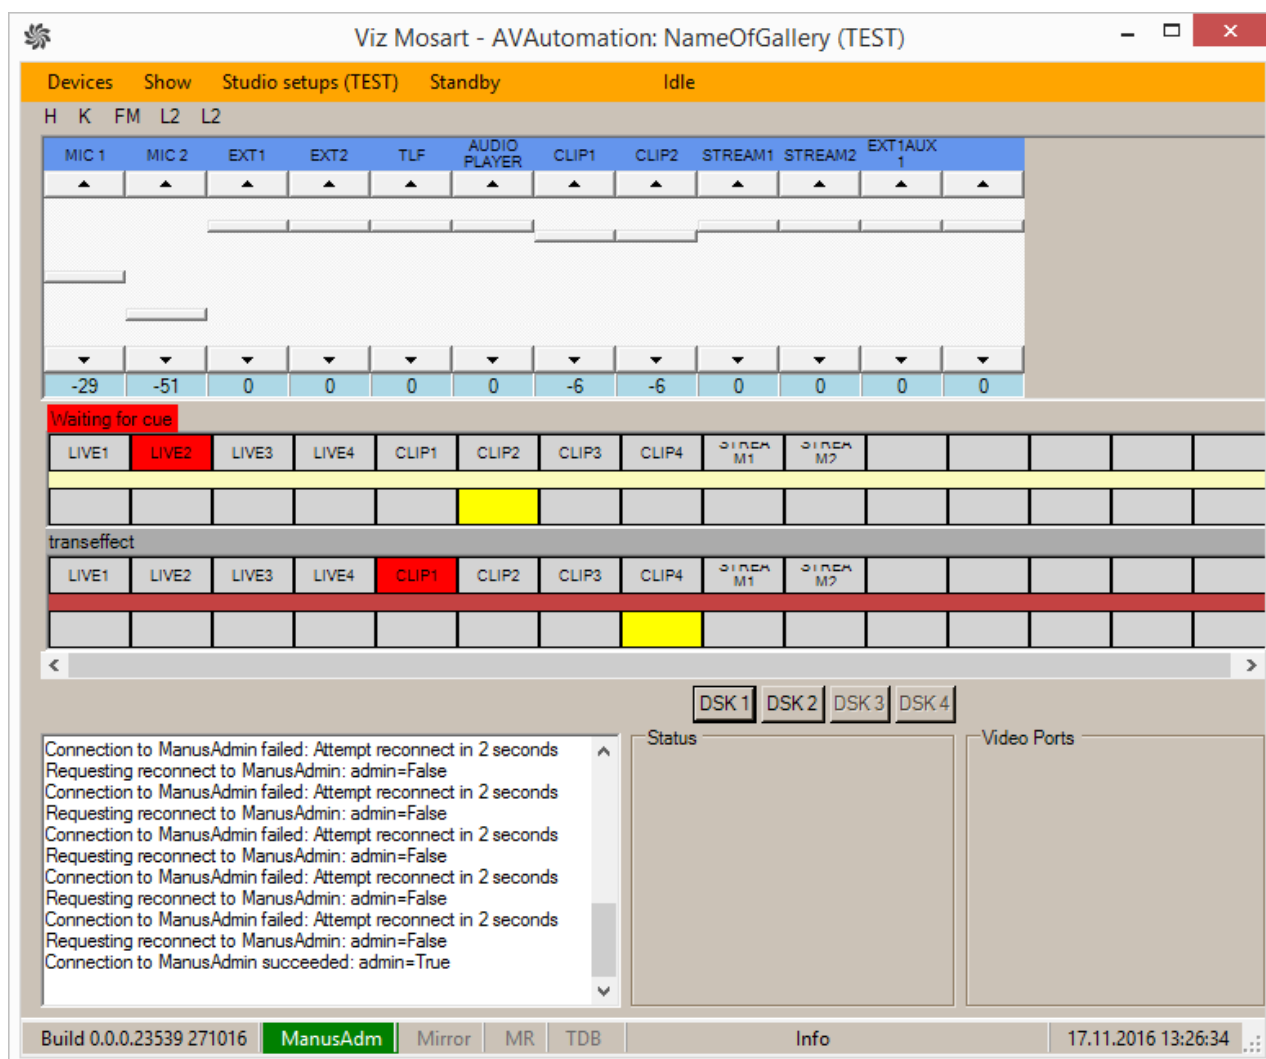 Viz Mosart - AVAutomation: NameOfGallery (TEST)
Devices Show Studio setups (TEST) Standby Idle
H K FM L2 L2
MIC 1 MIC 2 EXT1 EXT2 TLF AUDIO PLAYER CLIP1 CLIP2 STREAM1 STREAM2 EXT1AUX 1
-29 -51 0 0 0 0 -6 -6 0 0 0 0
Waiting for cue
LIVE1 LIVE2 LIVE3 LIVE4 CLIP1 CLIP2 CLIP3 CLIP4 STREA M1 STREA M2
transeffect
LIVE1 LIVE2 LIVE3 LIVE4 CLIP1 CLIP2 CLIP3 CLIP4 STREA M1 STREA M2
DSK 1 DSK 2 DSK 3 DSK 4
Connection to ManusAdmin failed: Attempt reconnect in 2 seconds
Requesting reconnect to ManusAdmin: admin=False
Connection to ManusAdmin failed: Attempt reconnect in 2 seconds
Requesting reconnect to ManusAdmin: admin=False
Connection to ManusAdmin failed: Attempt reconnect in 2 seconds
Requesting reconnect to ManusAdmin: admin=False
Connection to ManusAdmin failed: Attempt reconnect in 2 seconds
Requesting reconnect to ManusAdmin: admin=False
Connection to ManusAdmin failed: Attempt reconnect in 2 seconds
Requesting reconnect to ManusAdmin: admin=False
Connection to ManusAdmin succeeded: admin=True
Status
Video Ports
Build 0.0.0.23539 271016 ManusAdm Mirror MR TDB Info 17.11.2016 13:26:34